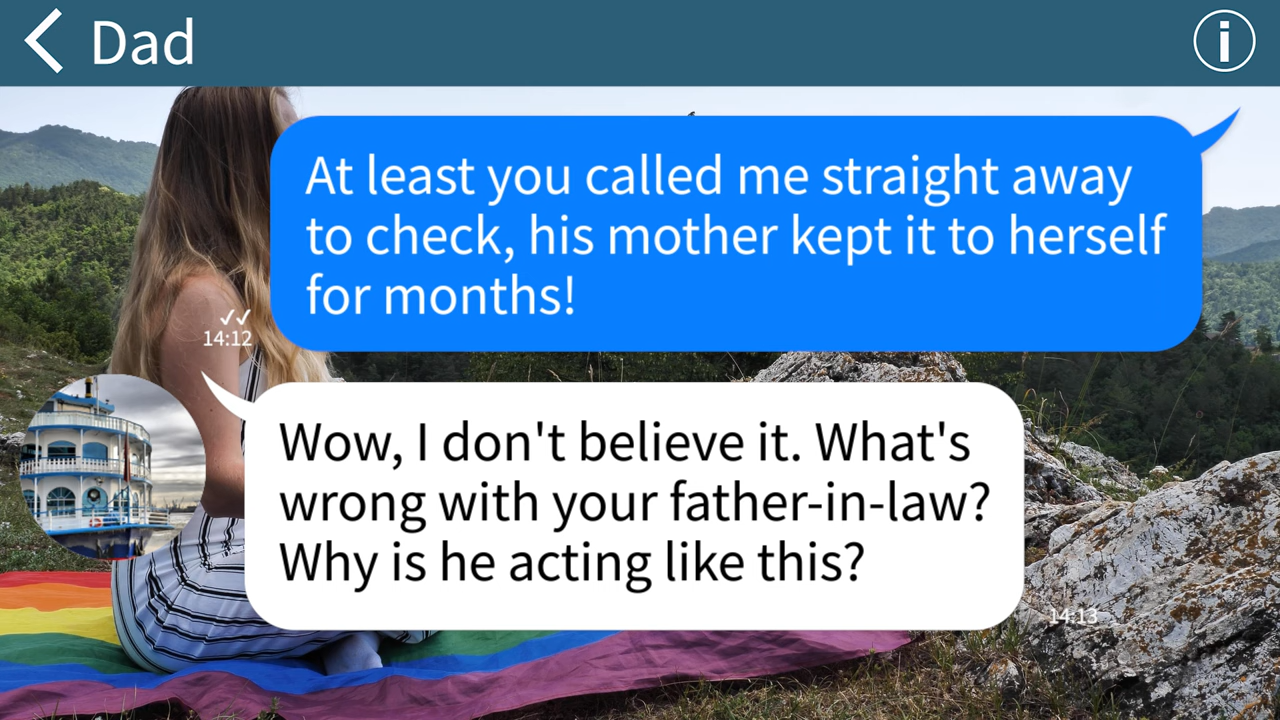 Dad
At least you called me straight away
to check, his mother kept it to herself
for months!
14:12
Wow, I don't believe it. What's
wrong with your father-in-law?
Why is he acting like this?
14:13